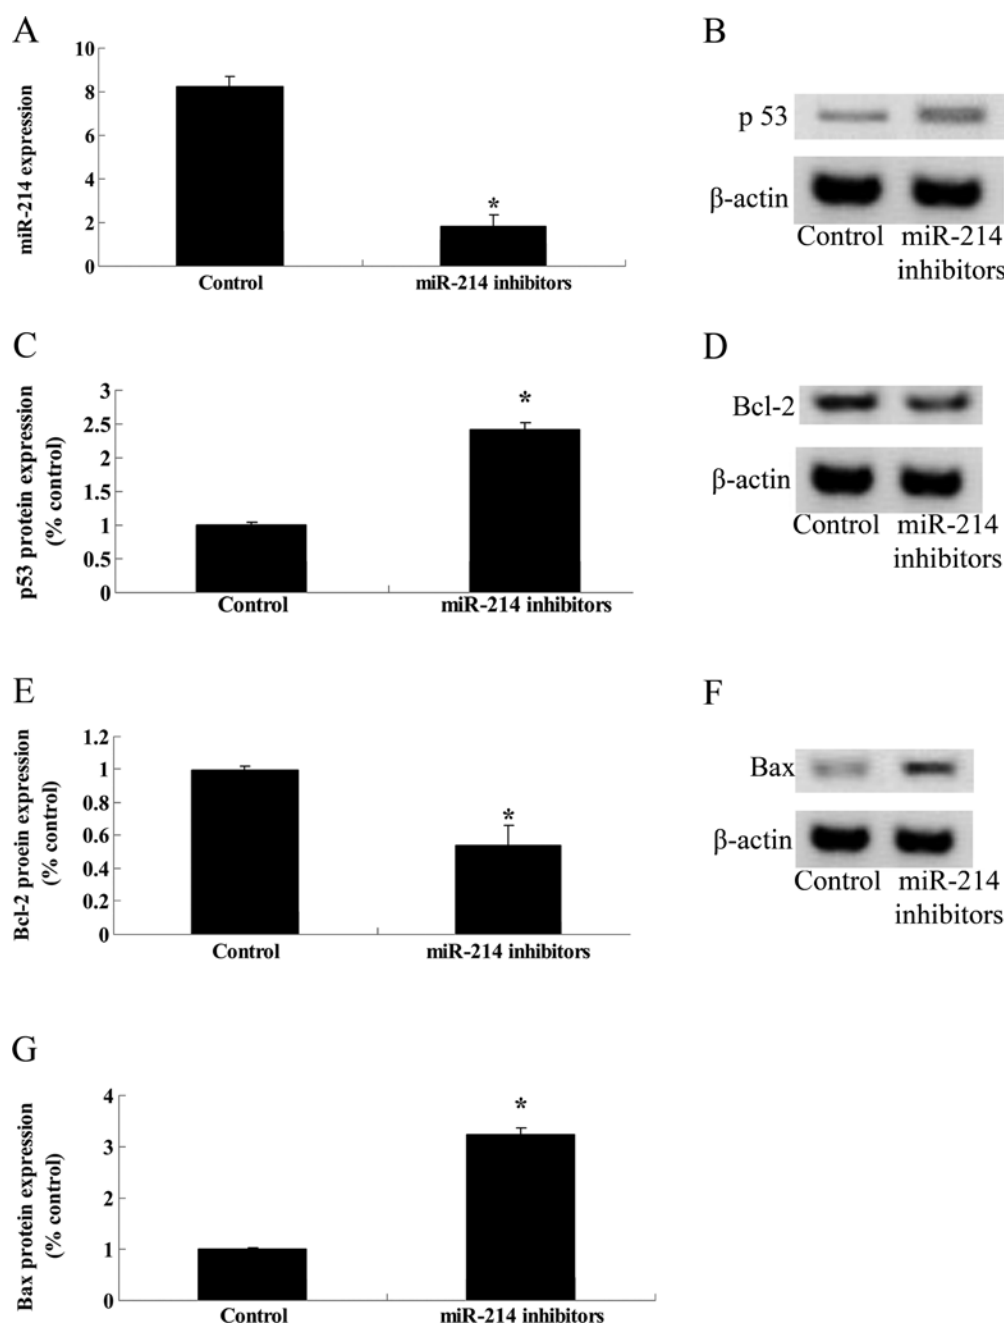 A
miR-214 expression
10
8
6
4
2
0
*
Control
miR-214 inhibitors
B
p 53
β-actin
Control
miR-214
inhibitors
C
p53 protein expression
(% control)
3
2.5
2
1.5
1
0.5
0
*
Control
miR-214 inhibitors
D
Bcl-2
β-actin
Control
miR-214
inhibitors
E
Bcl-2 procin expression
(% control)
1.2
1
0.8
0.6
0.4
0.2
0
*
Control
miR-214 inhibitors
F
Bax
β-actin
Control
miR-214
inhibitors
G
Bax protein expression
(% control)
4
3
2
1
0
*
Control
miR-214 inhibitors